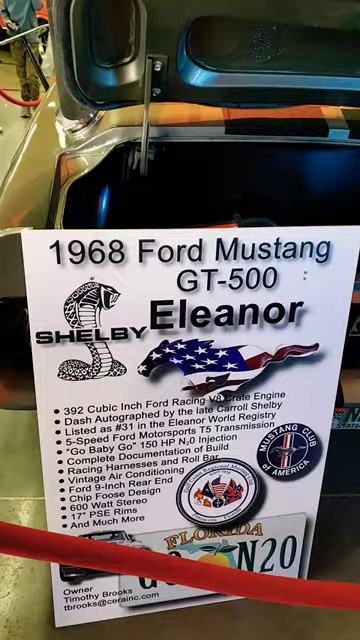 1968 Ford Mustang
GT-500
Eleanor
SHELBY
• 392 Cubic Inch Ford Racing V8 Crate Engine
• Dash Autographed by the late Carroll Shelby
• Listed as #31 in the Eleanor World Registry
• 5-Speed Ford Motorsports T5 Transmission
• "Go Baby Go" 150 HP N2O Injection
• Complete Documentation of Build
• Racing Harnesses and Roll Bar
• Vintage Air Conditioning
• Ford 9-Inch Rear End
• Chip Foose Design
• 600 Watt Stereo
• 17" PSE Rims
• And Much More
MUSTANG CLUB
of AMERICA
FLORIDA
N20
Owner
Timothy Brooks
tbrooks@cerainc.com